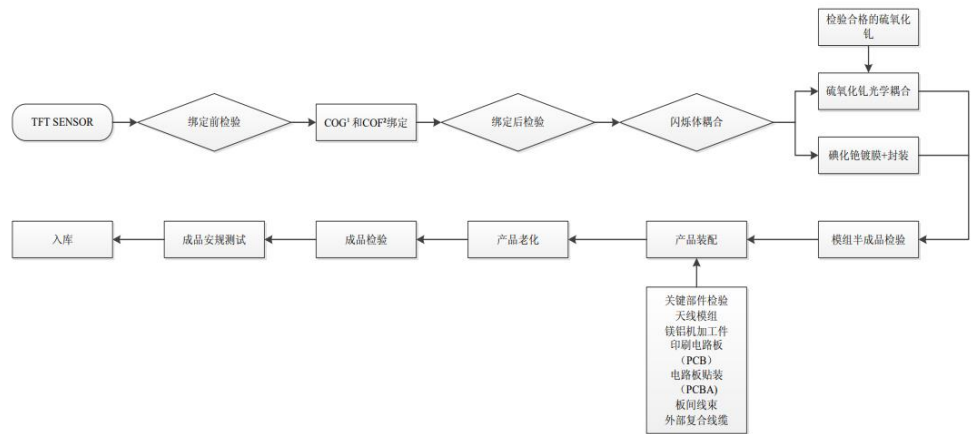 检验合格的硫氧化
钆
TFT SENSOR
绑定前检验
COG¹ 和COF²绑定
绑定后检验
闪烁体耦合
硫氧化钆光学耦合
碘化铯镀膜+封装
入库
成品安规测试
成品检验
产品老化
产品装配
模组半成品检验
关键部件检验
天线模组
镁铝机加工件
印刷电路板
（PCB）
电路板贴装
（PCBA)
板间线束
外部复合线缆